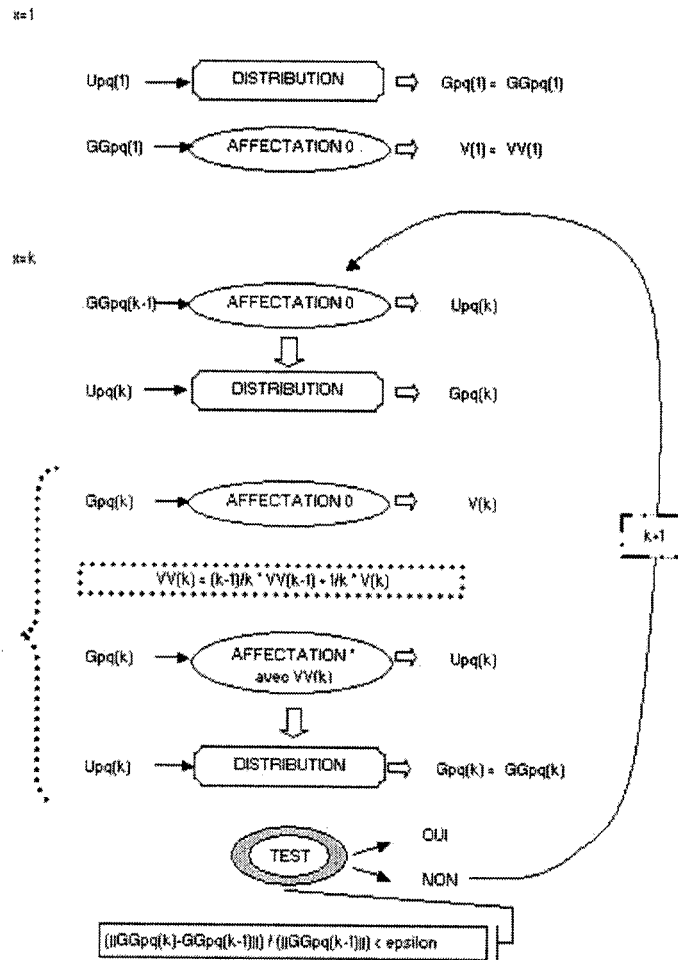 x=1
Upq(1) DISTRIBUTION Gpq(1) = GGpq(1)
GGpq(1) AFFECTATION 0 V(1) = VV(1)
x=k
GGpq(k-1) AFFECTATION 0 Upq(k)
Upq(k) DISTRIBUTION Gpq(k)
Gpq(k) AFFECTATION 0 V(k)
k+1
VV(k) = (k-1)/k * VV(k-1) + 1/k * V(k)
Gpq(k) AFFECTATION * Upq(k)
avec VV(k)
Upq(k) DISTRIBUTION Gpq(k) = GGpq(k)
OUI
TEST
NON
(||GGpq(k)-GGpq(k-1)||) / (||GGpq(k-1)||) < epsilon